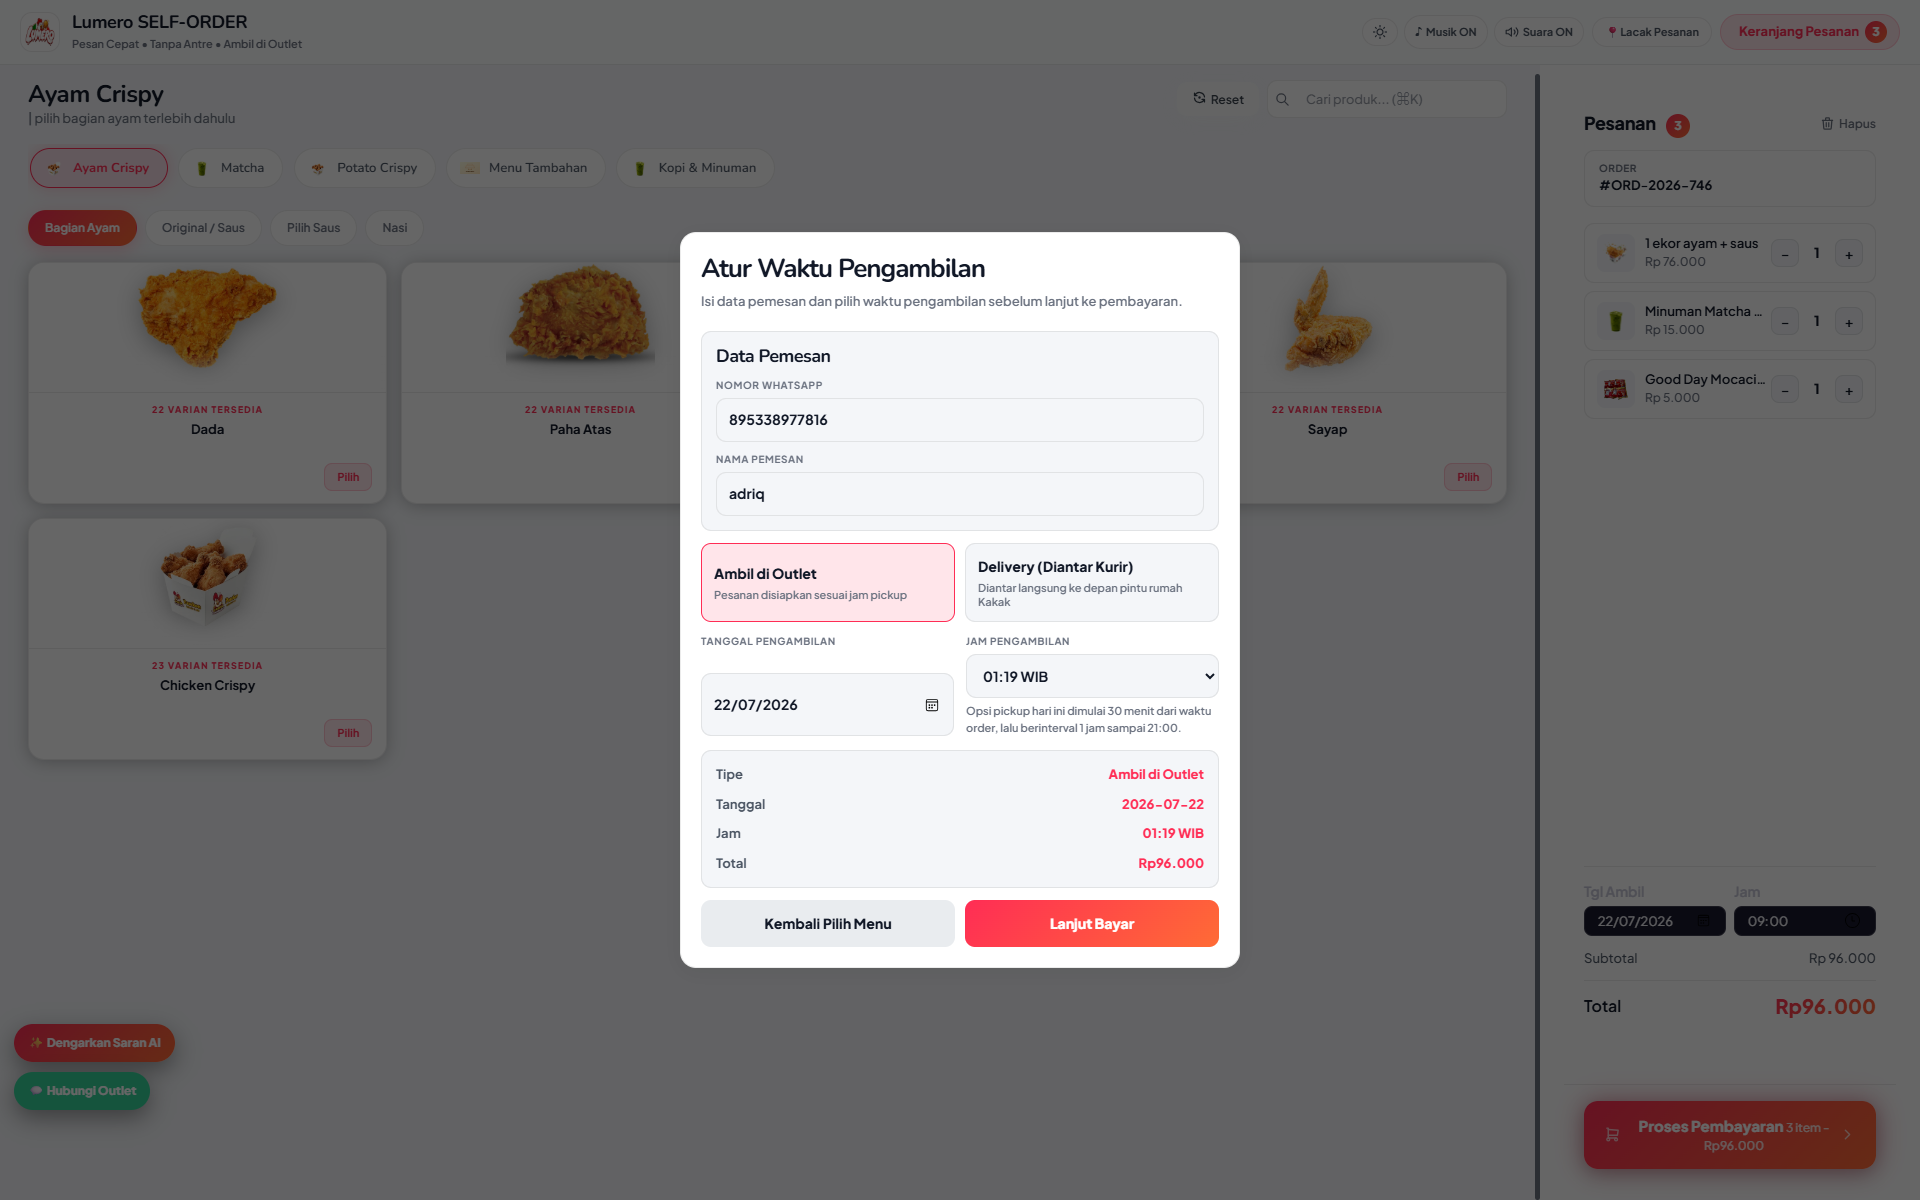 Lumero SELF-ORDER
Pesan Cepat • Tanpa Antre • Ambil di Outlet
Musik ON
Suara ON
Lacak Pesanan
Keranjang Pesanan 3
Ayam Crispy
| pilih bagian ayam terlebih dahulu
Reset
Cari produk... (⌘K)
Ayam Crispy
Matcha
Potato Crispy
Menu Tambahan
Kopi & Minuman
Bagian Ayam
Original / Saus
Pilih Saus
Nasi
22 VARIAN TERSEDIA
Dada
Pilih
22 VARIAN TERSEDIA
Paha Atas
22 VARIAN TERSEDIA
Sayap
Pilih
23 VARIAN TERSEDIA
Chicken Crispy
Pilih
Dengarkan Saran AI
Hubungi Outlet
Atur Waktu Pengambilan
Isi data pemesan dan pilih waktu pengambilan sebelum lanjut ke pembayaran.
Data Pemesan
NOMOR WHATSAPP
895338977816
NAMA PEMESAN
adriq
Ambil di Outlet
Pesanan disiapkan sesuai jam pickup
Delivery (Diantar Kurir)
Diantar langsung ke depan pintu rumah
Kakak
TANGGAL PENGAMBILAN
22/07/2026
JAM PENGAMBILAN
01:19 WIB
Opsi pickup hari ini dimulai 30 menit dari waktu
order, lalu berinterval 1 jam sampai 21:00.
Tipe Ambil di Outlet
Tanggal 2026-07-22
Jam 01:19 WIB
Total Rp96.000
Kembali Pilih Menu
Lanjut Bayar
Pesanan 3
Hapus
ORDER
#ORD-2026-746
1 ekor ayam + saus
Rp 76.000
- 1 +
Minuman Matcha ...
Rp 15.000
- 1 +
Good Day Mocaci...
Rp 5.000
- 1 +
Tgl Ambil
Jam
22/07/2026
09:00
Subtotal Rp 96.000
Total Rp96.000
Proses Pembayaran 3 item -
Rp96.000